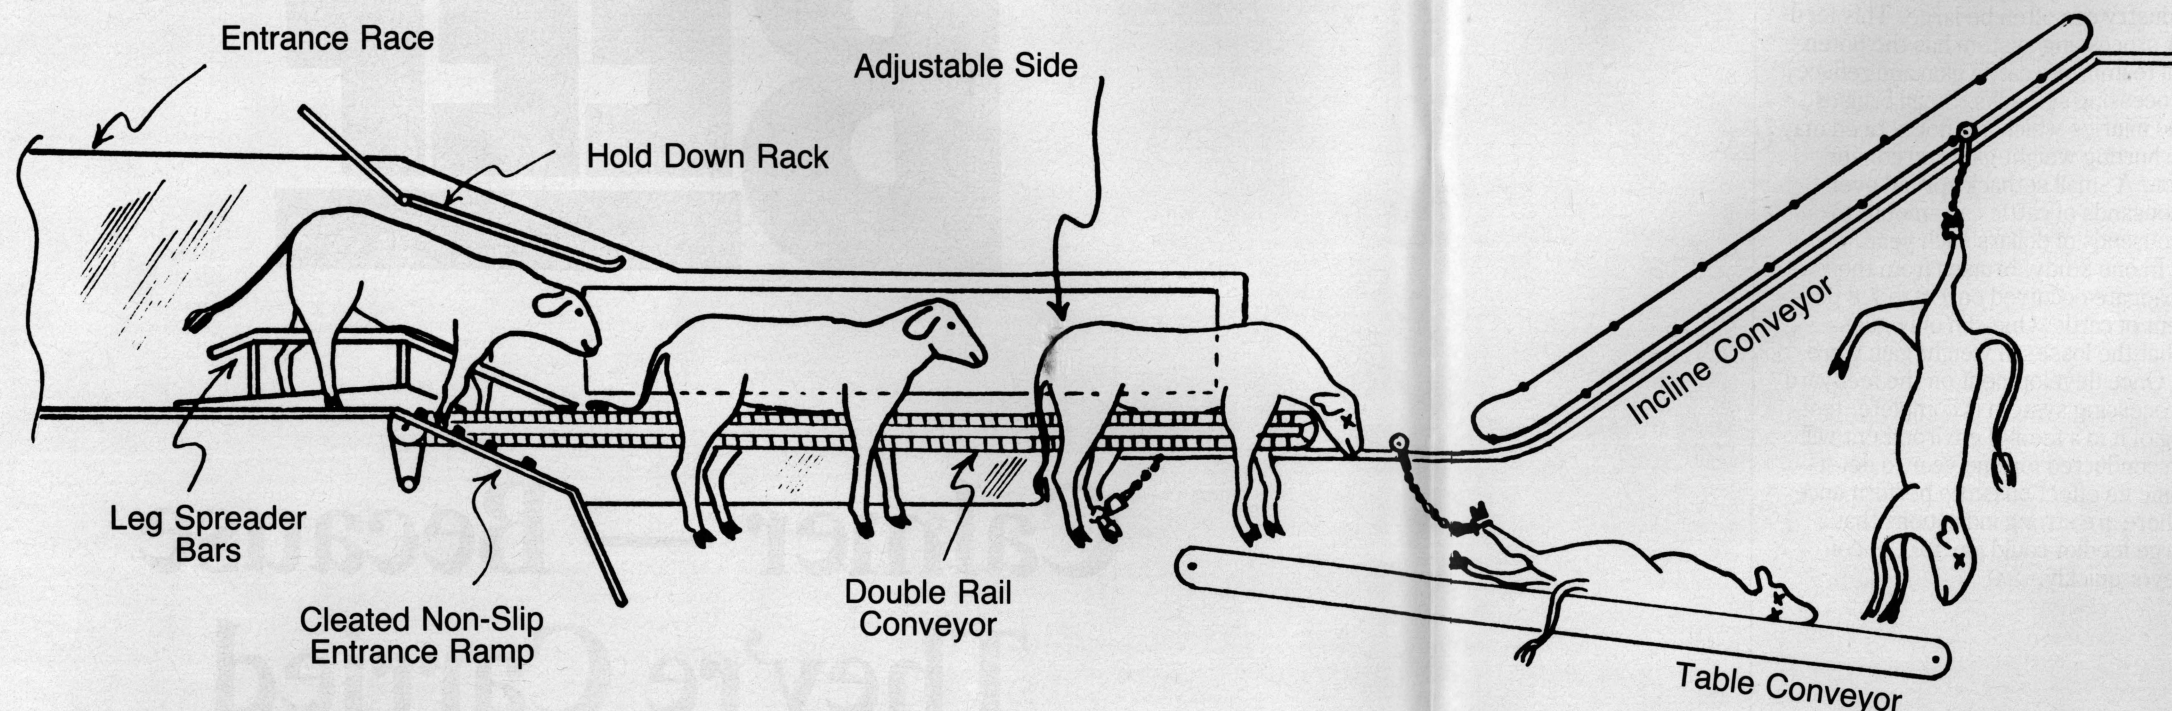 Entrance Race
Adjustable Side
Hold Down Rack
Incline Conveyor
Leg Spreader
Bars
Cleated Non-Slip
Entrance Ramp
Double Rail
Conveyor
Table Conveyor